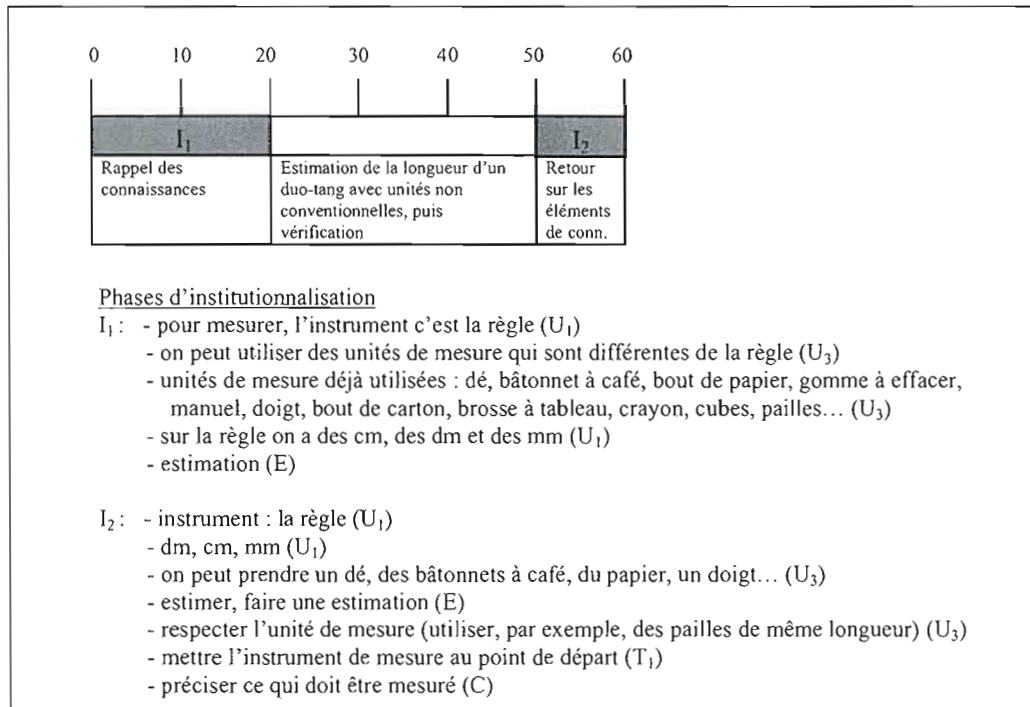 0 10 20 30 40 50 60
I₁ I₂
Rappel des
connaissances
Estimation de la longueur d'un
duo-tang avec unités non
conventionnelles, puis
vérification
Retour
sur les
éléments
de conn.
Phases d'institutionnalisation
I₁ : - pour mesurer, l'instrument c'est la règle (U₁)
- on peut utiliser des unités de mesure qui sont différentes de la règle (U₃)
- unités de mesure déjà utilisées : dé, bâtonnet à café, bout de papier, gomme à effacer,
manuel, doigt, bout de carton, brosse à tableau, crayon, cubes, pailles… (U₃)
- sur la règle on a des cm, des dm et des mm (U₁)
- estimation (E)
I₂ : - instrument : la règle (U₁)
- dm, cm, mm (U₁)
- on peut prendre un dé, des bâtonnets à café, du papier, un doigt… (U₃)
- estimer, faire une estimation (E)
- respecter l'unité de mesure (utiliser, par exemple, des pailles de même longueur) (U₃)
- mettre l'instrument de mesure au point de départ (T₁)
- préciser ce qui doit être mesuré (C)